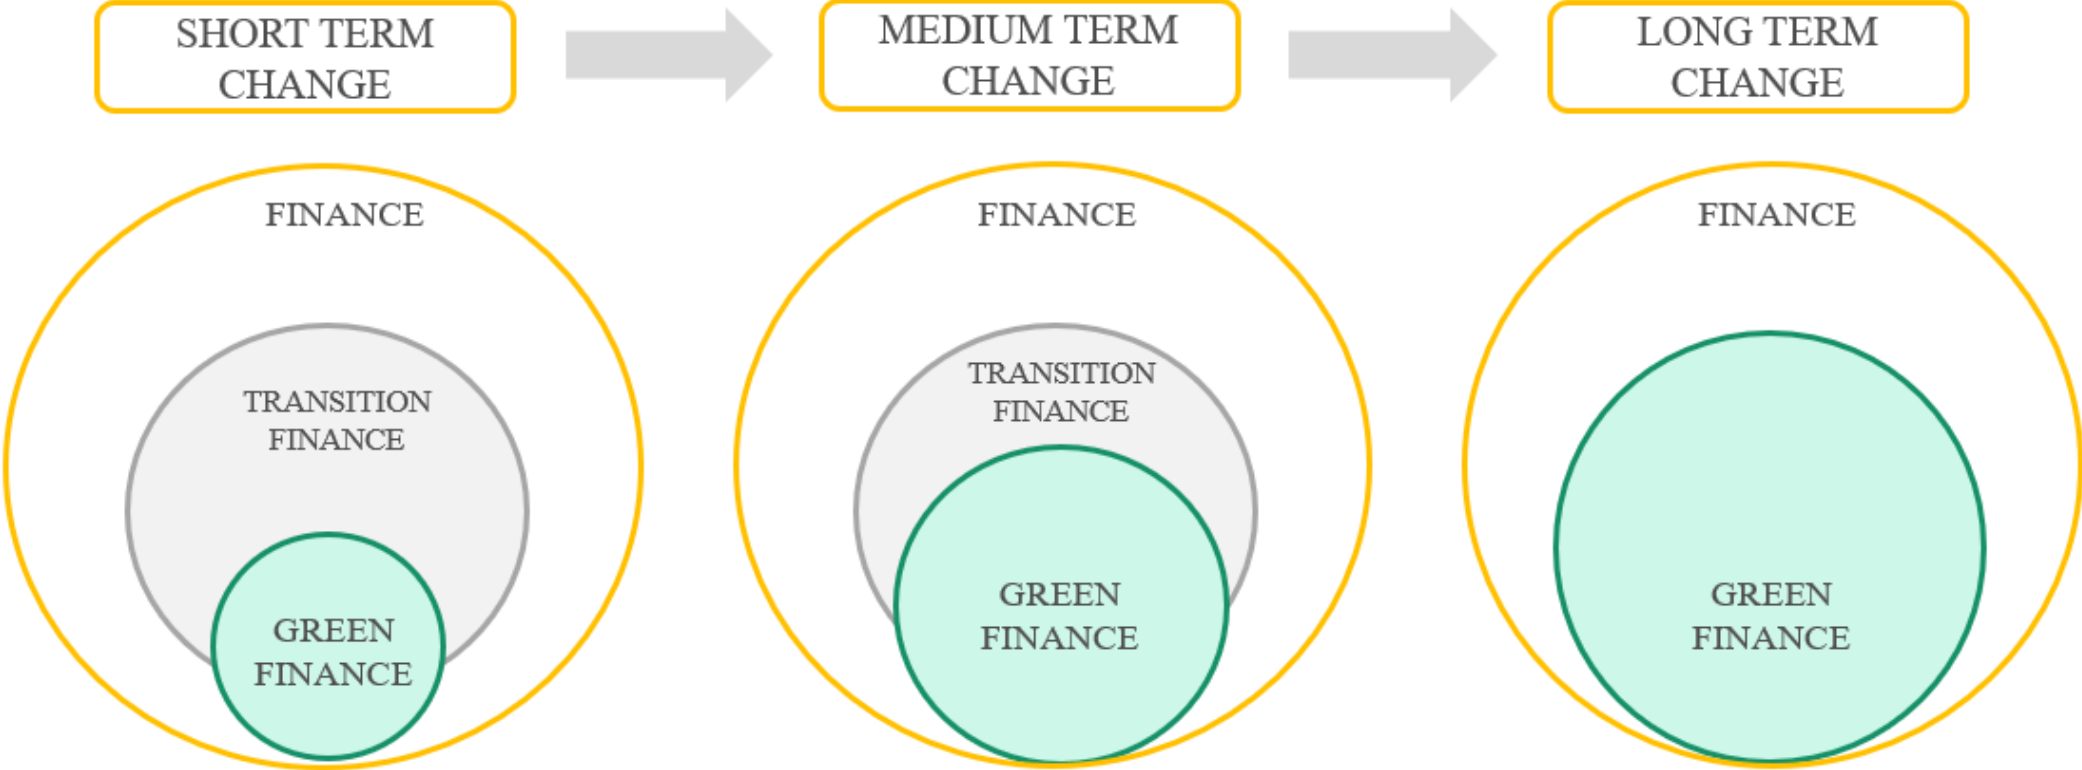 SHORT TERM
CHANGE
MEDIUM TERM
CHANGE
LONG TERM
CHANGE
FINANCE
TRANSITION
FINANCE
GREEN
FINANCE
FINANCE
TRANSITION
FINANCE
GREEN
FINANCE
FINANCE
GREEN
FINANCE